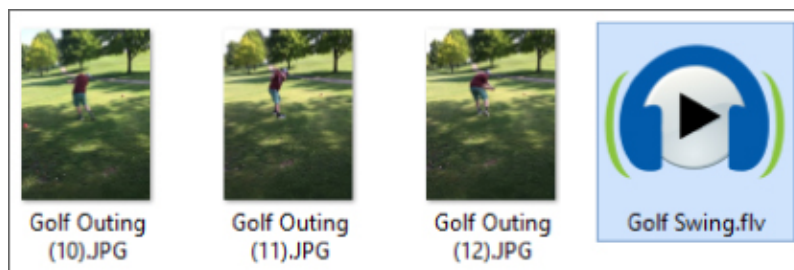 Golf Outing
(10).JPG
Golf Outing
(11).JPG
Golf Outing
(12).JPG
Golf Swing.flv